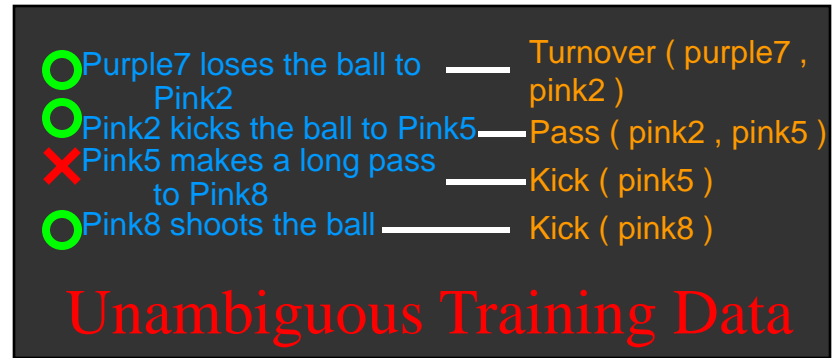 Purple7 loses the ball to
Pink2
Turnover ( purple7 ,
pink2 )
Pink2 kicks the ball to Pink5
Pass ( pink2 , pink5 )
Pink5 makes a long pass
to Pink8
Kick ( pink5 )
Pink8 shoots the ball
Kick ( pink8 )
Unambiguous Training Data